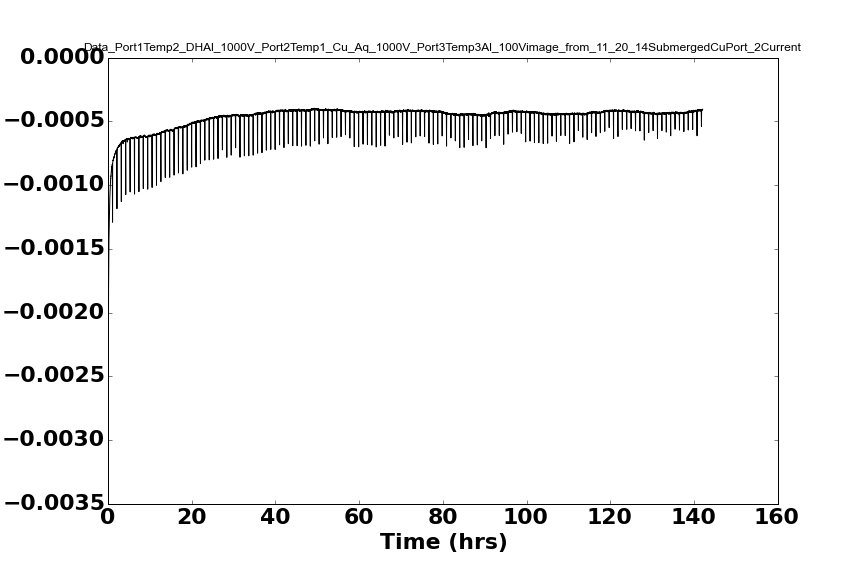 Data_Port1Temp2_DHAl_1000V_Port2Temp1_Cu_Aq_1000V_Port3Temp3Al_100Vimage_from_11_20_14SubmergedCuPort_2Current
0.0000
−0.0005
−0.0010
−0.0015
−0.0020
−0.0025
−0.0030
−0.0035
0 20 40 60 80 100 120 140 160
Time (hrs)